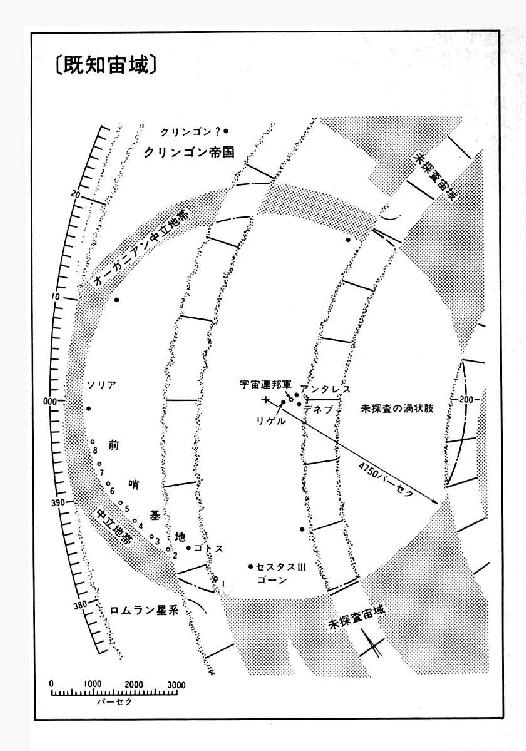 〔既知宙域〕
クリンゴン?
クリンゴン帝国
未探査宙域
20
オーガニアン中立地帯
10
ソリア
宇宙連邦軍
アンタレス
デネブ
リゲル
000
200
未探査の渦状肢
4750パーセク
前
哨
基
地
8
7
6
5
4
3
2
1
390
中立地帯
ゴトス
セスタスIII
ゴーン
380
ロムラン星系
未探査宙域
0 1000 2000 3000
パーセク